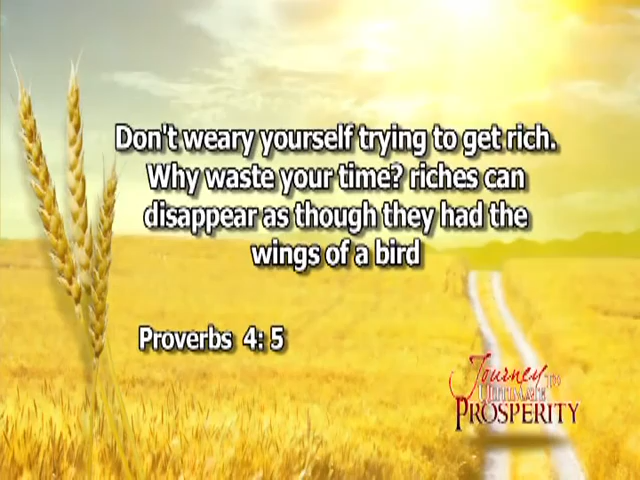 Don't weary yourself trying to get rich.
Why waste your time? riches can
disappear as though they had the
wings of a bird
Proverbs 4: 5
Journey TO
ULTIMATE
PROSPERITY